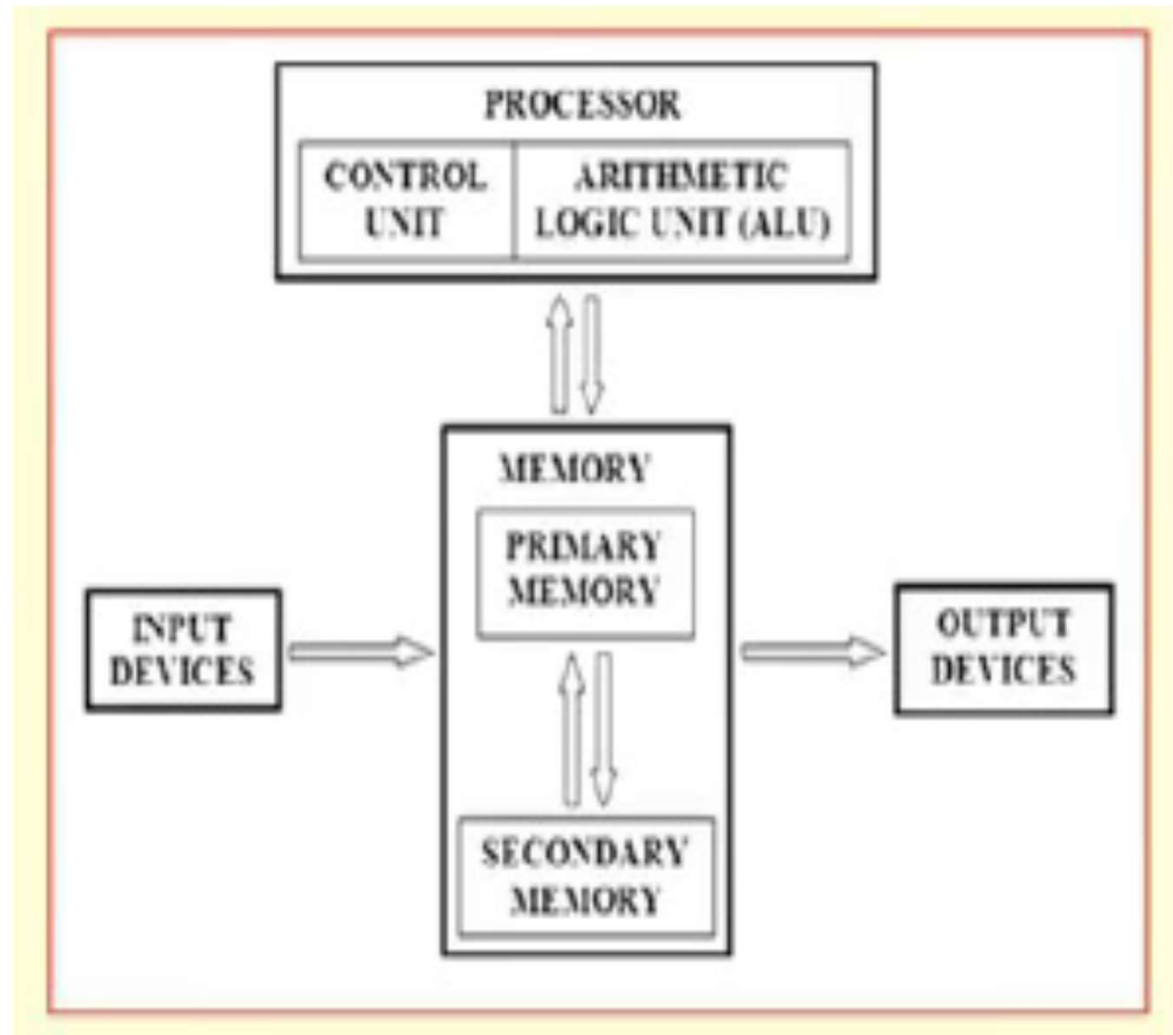 PROCESSOR
CONTROL
UNIT
ARITHMETIC
LOGIC UNIT (ALU)
MEMORY
PRIMARY
MEMORY
INPUT
DEVICES
OUTPUT
DEVICES
SECONDARY
MEMORY